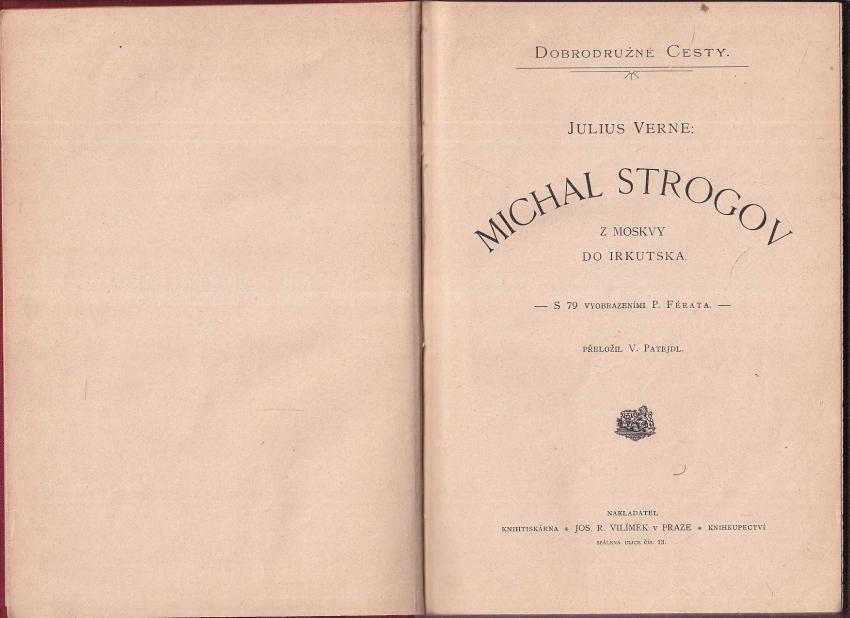 DOBRODRUŽNÉ CESTY.
JULIUS VERNE:
MICHAL STROGOV
Z MOSKVY
DO IRKUTSKA.
— S 79 VYOBRAZENÍMI P. FÉRATA. —
PŘELOŽIL V. PATEJDL.
NAKLADATEL
KNIHTISKÁRNA * JOS. R. VILÍMEK V PRAZE * KNIHKUPECTVÍ
SPÁLENÁ ULICE ČÍS. 13.